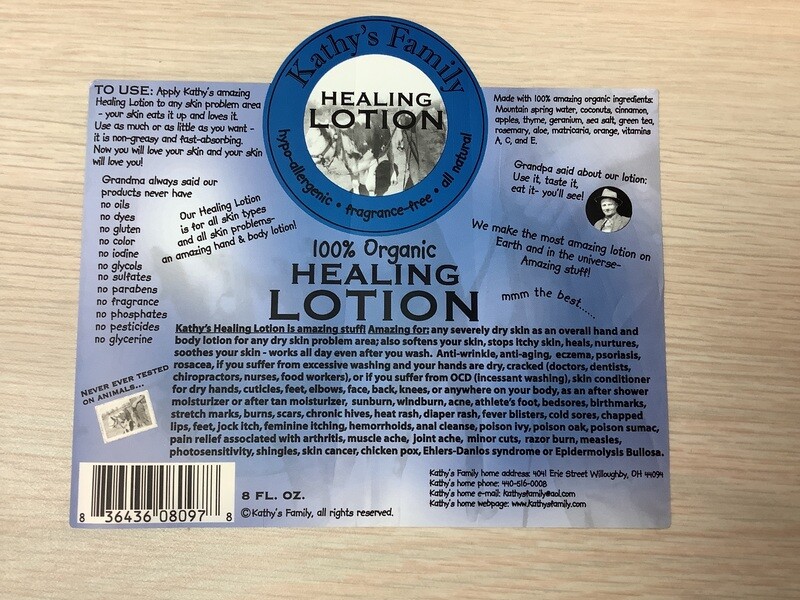 Kathy's Family
HEALING
LOTION
hypo-allergenic • fragrance-free • all natural
TO USE: Apply Kathy's amazing
Healing Lotion to any skin problem area
- your skin eats it up and loves it.
Use as much or as little as you want -
it is non-greasy and fast-absorbing.
Now you will love your skin and your skin
will love you!
Grandma always said our
products never have
no oils
no dyes
no gluten
no color
no iodine
no glycols
no sulfates
no parabens
no fragrance
no phosphates
no pesticides
no glycerine
Our Healing Lotion
is for all skin types
and all skin problems-
an amazing hand & body lotion!
Made with 100% amazing organic ingredients:
Mountain spring water, coconuts, cinnamon,
apples, thyme, geranium, sea salt, green tea,
rosemary, aloe, matricaria, orange, vitamins
A, C, and E.
Grandpa said about our lotion:
Use it, taste it,
eat it- you'll see!
We make the most amazing lotion on
Earth and in the universe-
Amazing stuff!
mmm the best......
100% Organic
HEALING
LOTION
Kathy's Healing Lotion is amazing stuff! Amazing for: any severely dry skin as an overall hand and
body lotion for any dry skin problem area; also softens your skin, stops itchy skin, heals, nurtures,
soothes your skin - works all day even after you wash. Anti-wrinkle, anti-aging, eczema, psoriasis,
rosacea, if you suffer from excessive washing and your hands are dry, cracked (doctors, dentists,
chiropractors, nurses, food workers), or if you suffer from OCD (incessant washing), skin conditioner
for dry hands, cuticles, feet, elbows, face, back, knees, or anywhere on your body, as an after shower
moisturizer or after tan moisturizer, sunburn, windburn, acne, athlete's foot, bedsores, birthmarks,
stretch marks, burns, scars, chronic hives, heat rash, diaper rash, fever blisters, cold sores, chapped
lips, feet, jock itch, feminine itching, hemorrhoids, anal cleanse, poison ivy, poison oak, poison sumac,
pain relief associated with arthritis, muscle ache, joint ache, minor cuts, razor burn, measles,
photosensitivity, shingles, skin cancer, chicken pox, Ehlers-Danlos syndrome or Epidermolysis Bullosa.
NEVER EVER TESTED
ON ANIMALS...
8 36436 08097 8
8 FL. OZ.
©Kathy's Family, all rights reserved.
Kathy's Family home address: 4041 Erie Street Willoughby, OH 44094
Kathy's home phone: 440-516-0008
Kathy's home e-mail: kathysfamily@aol.com
Kathy's home webpage: www.kathysfamily.com